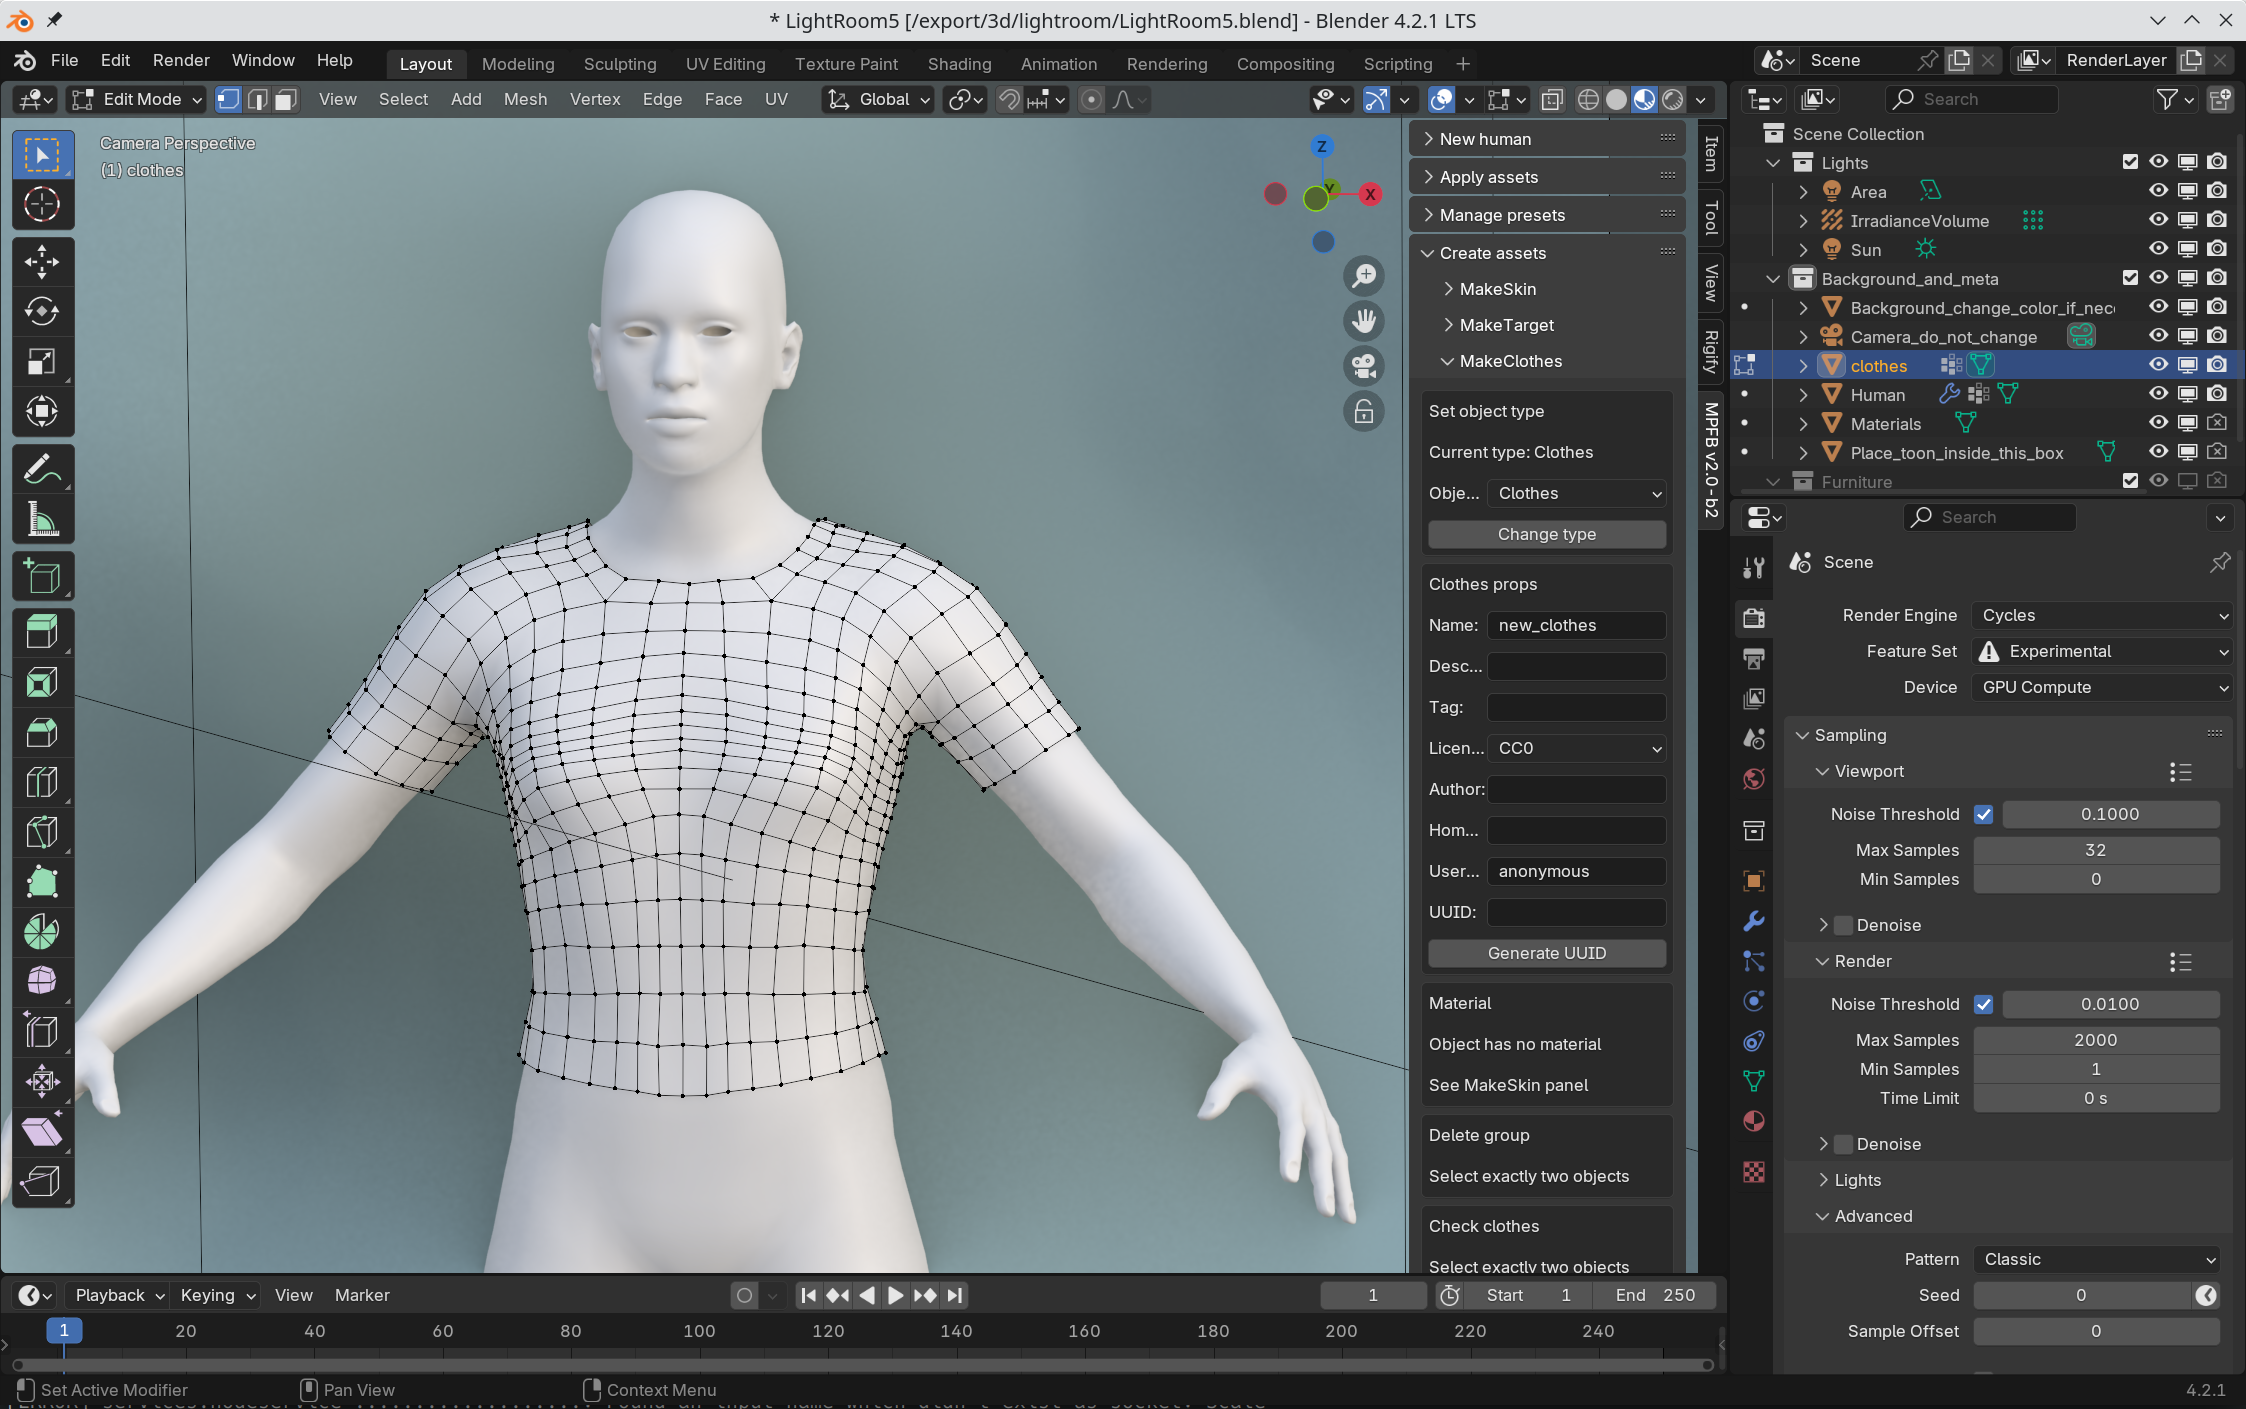 * LightRoom5 [/export/3d/lightroom/LightRoom5.blend] - Blender 4.2.1 LTS
File Edit Render Window Help Layout Modeling Sculpting UV Editing Texture Paint Shading Animation Rendering Compositing Scripting + Scene RenderLayer
Edit Mode View Select Add Mesh Vertex Edge Face UV Global
Search
Camera Perspective
(1) clothes
Z
Y
X
New human
Apply assets
Manage presets
Create assets
MakeSkin
MakeTarget
MakeClothes
Set object type
Current type: Clothes
Obje... Clothes
Change type
Clothes props
Name: new_clothes
Desc...
Tag:
Licen... CC0
Author:
Hom...
User... anonymous
UUID:
Generate UUID
Material
Object has no material
See MakeSkin panel
Delete group
Select exactly two objects
Check clothes
Select exactly two objects
Item
Tool
View
Rigify
MPFB v2.0-b2
Scene Collection
Lights
Area
IrradianceVolume
Sun
Background_and_meta
Background_change_color_if_nec
Camera_do_not_change
clothes
Human
Materials
Place_toon_inside_this_box
Furniture
Search
Scene
Render Engine Cycles
Feature Set Experimental
Device GPU Compute
Sampling
Viewport
Noise Threshold 0.1000
Max Samples 32
Min Samples 0
Denoise
Render
Noise Threshold 0.0100
Max Samples 2000
Min Samples 1
Time Limit 0 s
Denoise
Lights
Advanced
Pattern Classic
Seed 0
Sample Offset 0
Playback Keying View Marker 1 Start 1 End 250
1 20 40 60 80 100 120 140 160 180 200 220 240
Set Active Modifier Pan View Context Menu 4.2.1